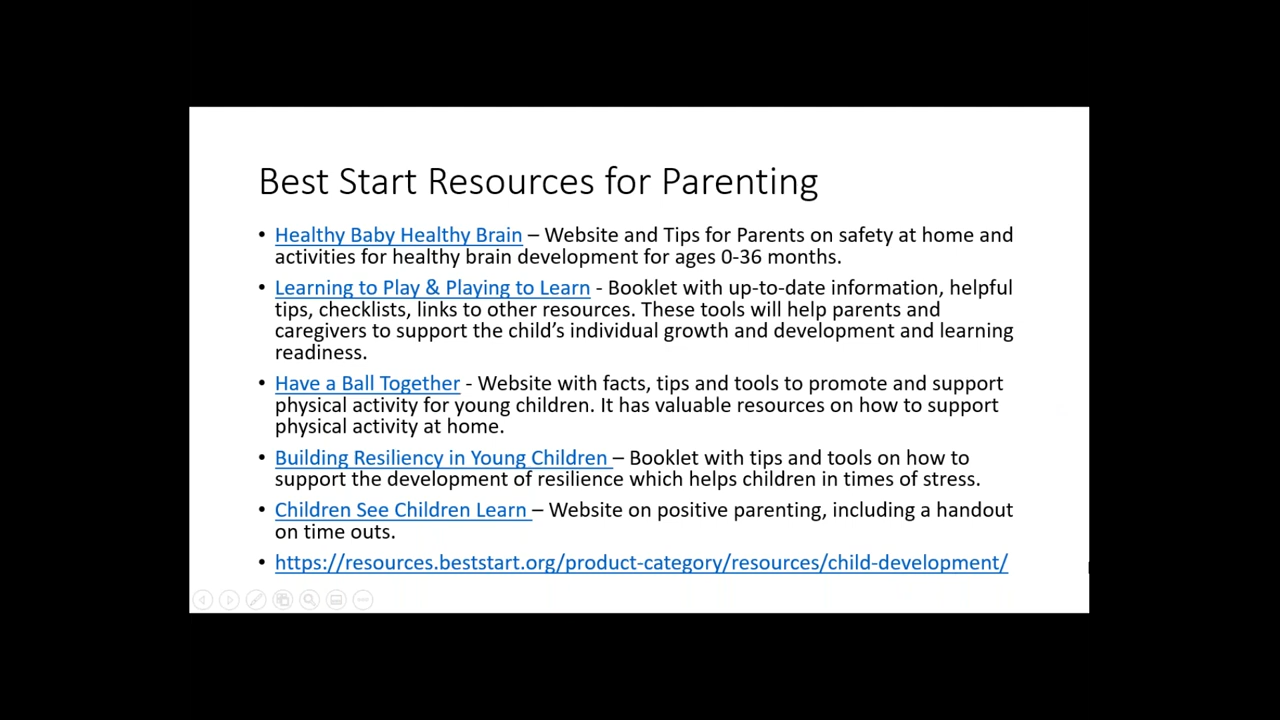 Best Start Resources for Parenting
• Healthy Baby Healthy Brain – Website and Tips for Parents on safety at home and
activities for healthy brain development for ages 0-36 months.
• Learning to Play & Playing to Learn - Booklet with up-to-date information, helpful
tips, checklists, links to other resources. These tools will help parents and
caregivers to support the child’s individual growth and development and learning
readiness.
• Have a Ball Together - Website with facts, tips and tools to promote and support
physical activity for young children. It has valuable resources on how to support
physical activity at home.
• Building Resiliency in Young Children – Booklet with tips and tools on how to
support the development of resilience which helps children in times of stress.
• Children See Children Learn – Website on positive parenting, including a handout
on time outs.
• https://resources.beststart.org/product-category/resources/child-development/